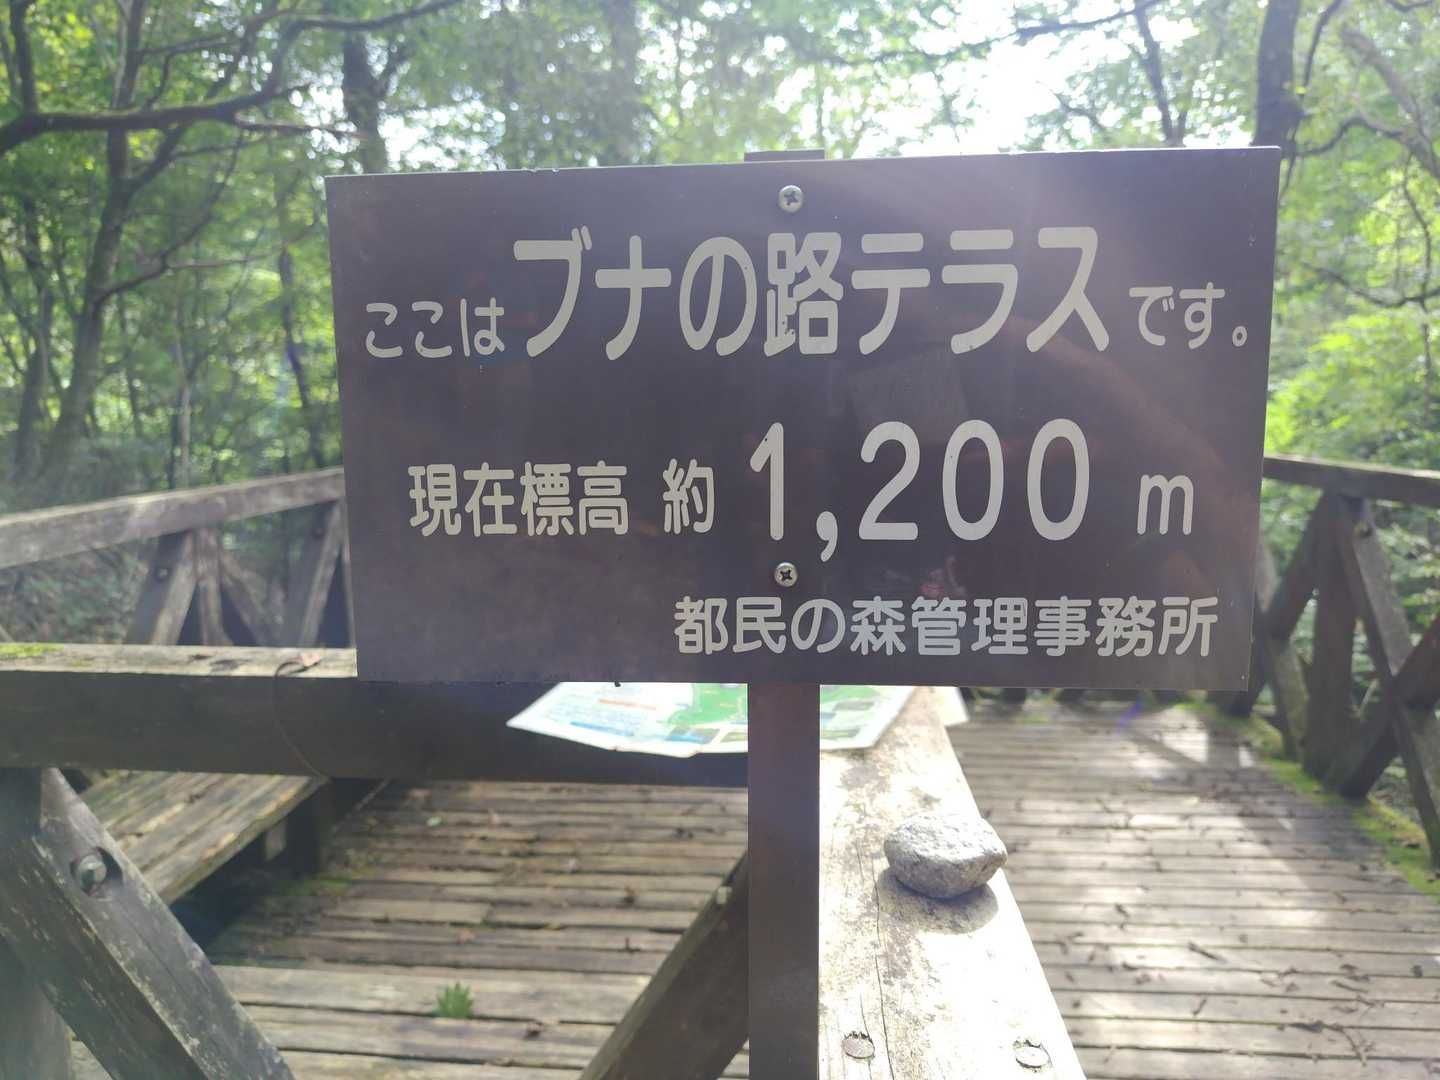 ここはブナの路テラスです。
現在標高 約 1,200 m
都民の森管理事務所